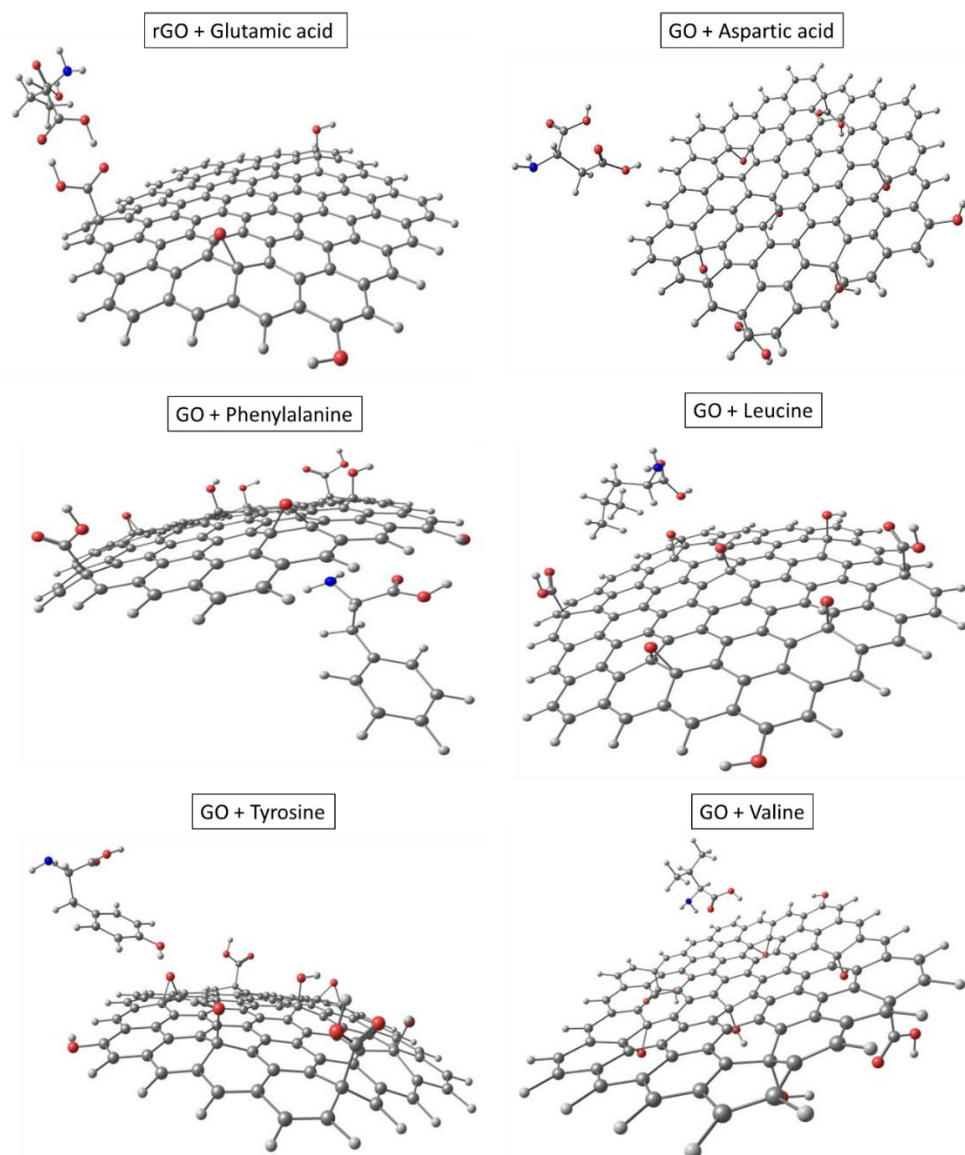 rGO + Glutamic acid
GO + Aspartic acid
GO + Phenylalanine
GO + Leucine
GO + Tyrosine
GO + Valine